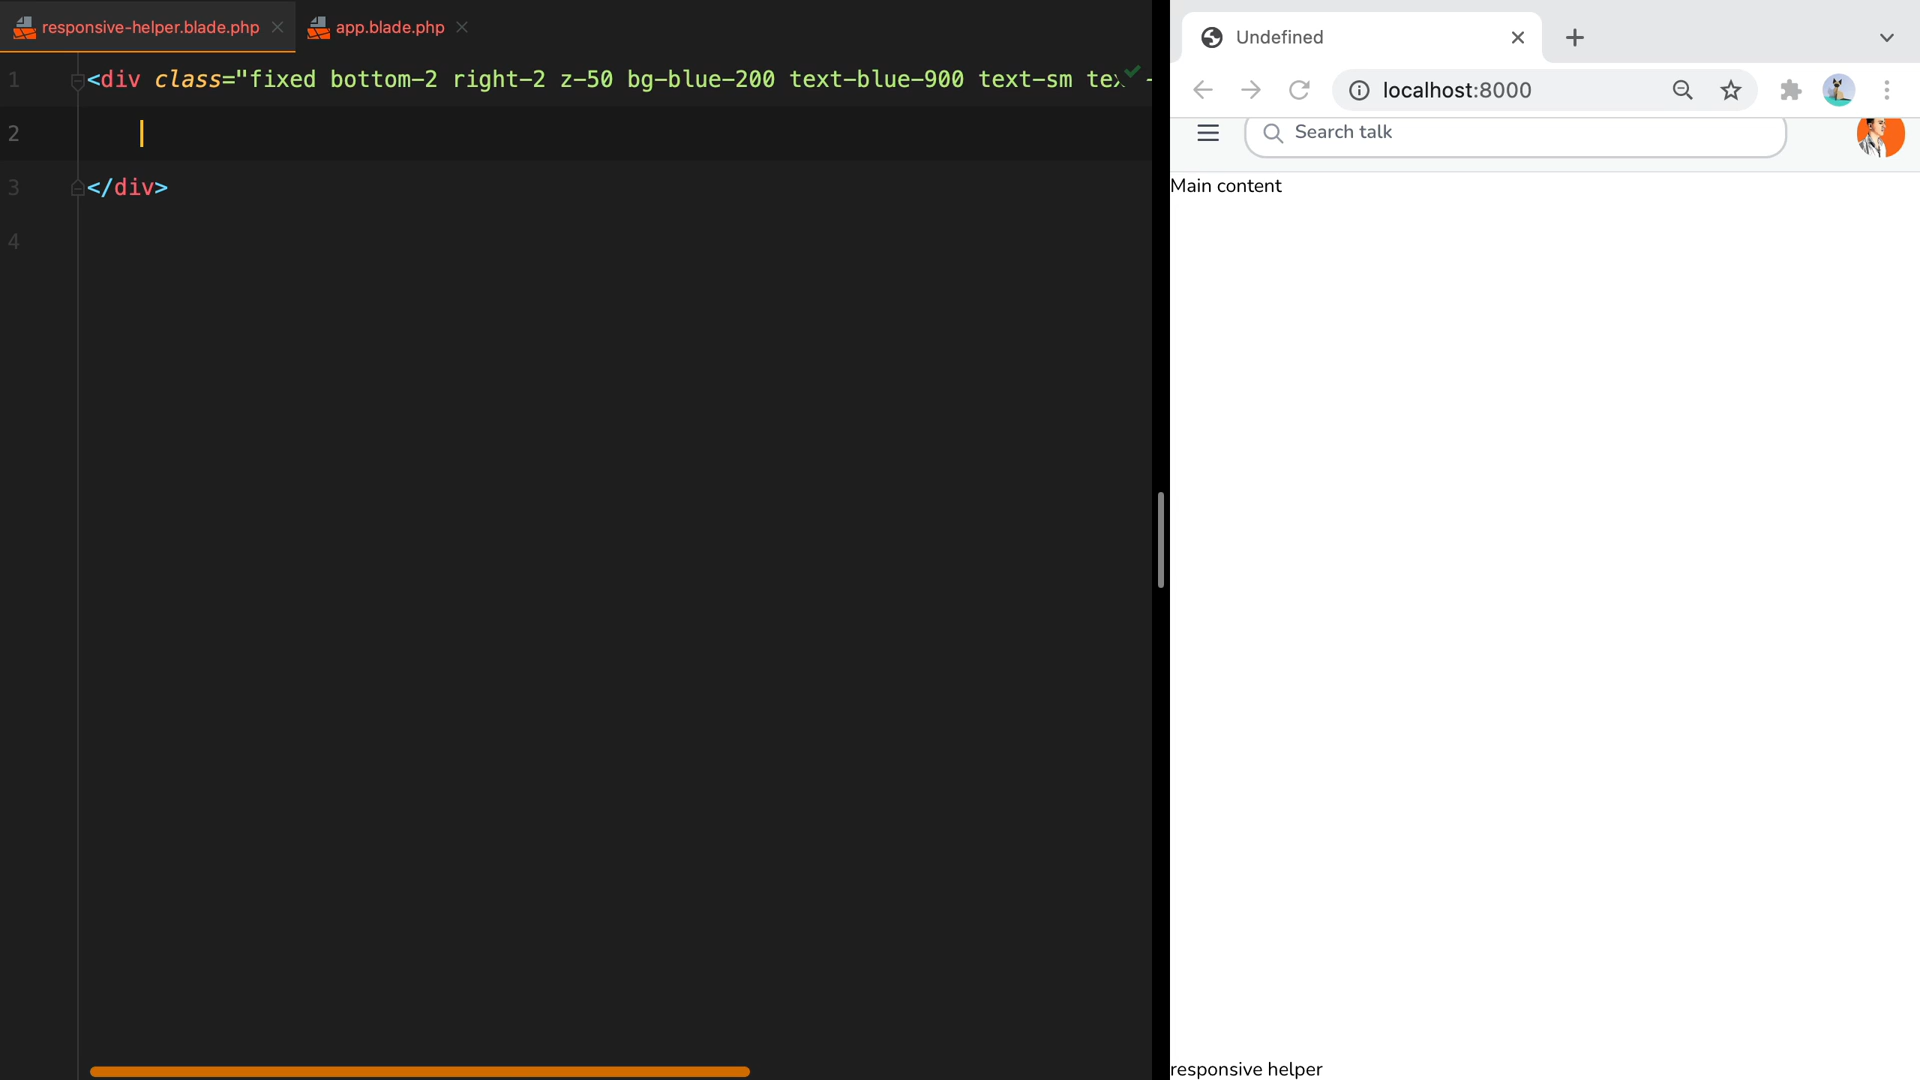 responsive-helper.blade.php
app.blade.php
1 <div class="fixed bottom-2 right-2 z-50 bg-blue-200 text-blue-900 text-sm
2
3 </div>
4
Undefined
localhost:8000
Search talk
Main content
responsive helper